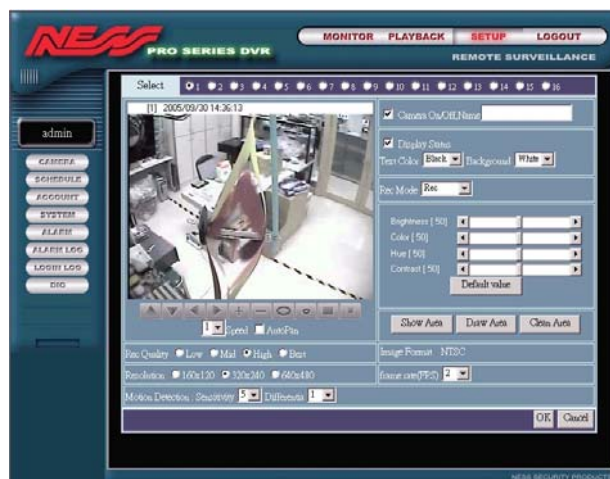 NESS
PRO SERIES DVR
MONITOR PLAYBACK SETUP LOGOUT
REMOTE SURVEILLANCE
Select 1 2 3 4 5 6 7 8 9 10 11 12 13 14 15 16
[1] 2005/09/30 14:36:13
Camera On/Off,Name
admin
Display Status
Text Color Black Background White
CAMERA
SCHEDULE
ACCOUNT
SYSTEM
ALARM
ALARM LOG
LOGIN LOG
DIO
Rec Mode Rec
Brightness [ 50]
Color [ 50]
Hue [ 50]
Contrast [ 50]
Default value
1 Speed AutoPan
Show Area Draw Area Clean Area
Rec Quality Low Mid High Best
Image Format NTSC
Resolution 160x120 320x240 640x480
frame rate(FPS) 2
Motion Detection : Sensitivity 5 Differentia 1
OK Cancel
NESS SECURITY PRODUCTS